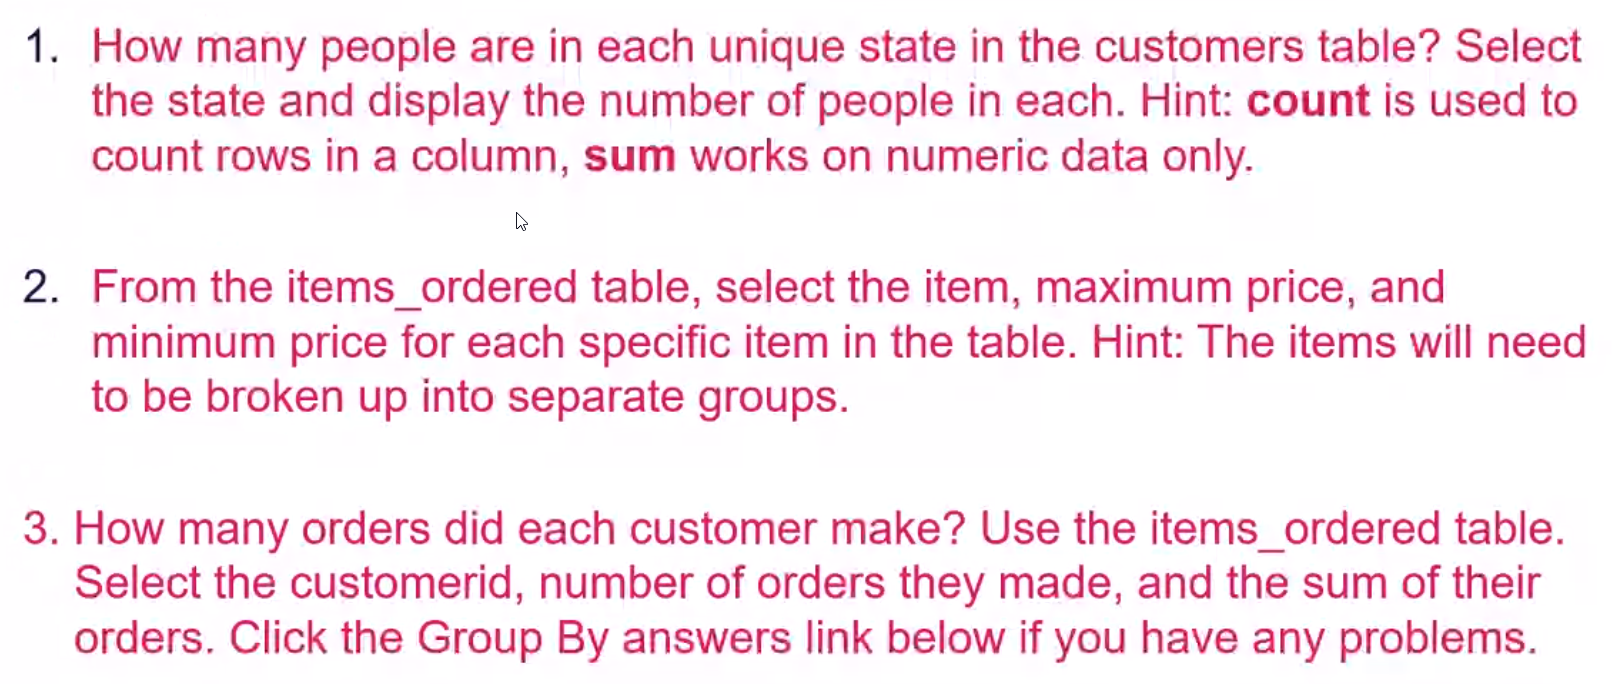 1. How many people are in each unique state in the customers table? Select
the state and display the number of people in each. Hint: count is used to
count rows in a column, sum works on numeric data only.
2. From the items_ordered table, select the item, maximum price, and
minimum price for each specific item in the table. Hint: The items will need
to be broken up into separate groups.
3. How many orders did each customer make? Use the items_ordered table.
Select the customerid, number of orders they made, and the sum of their
orders. Click the Group By answers link below if you have any problems.